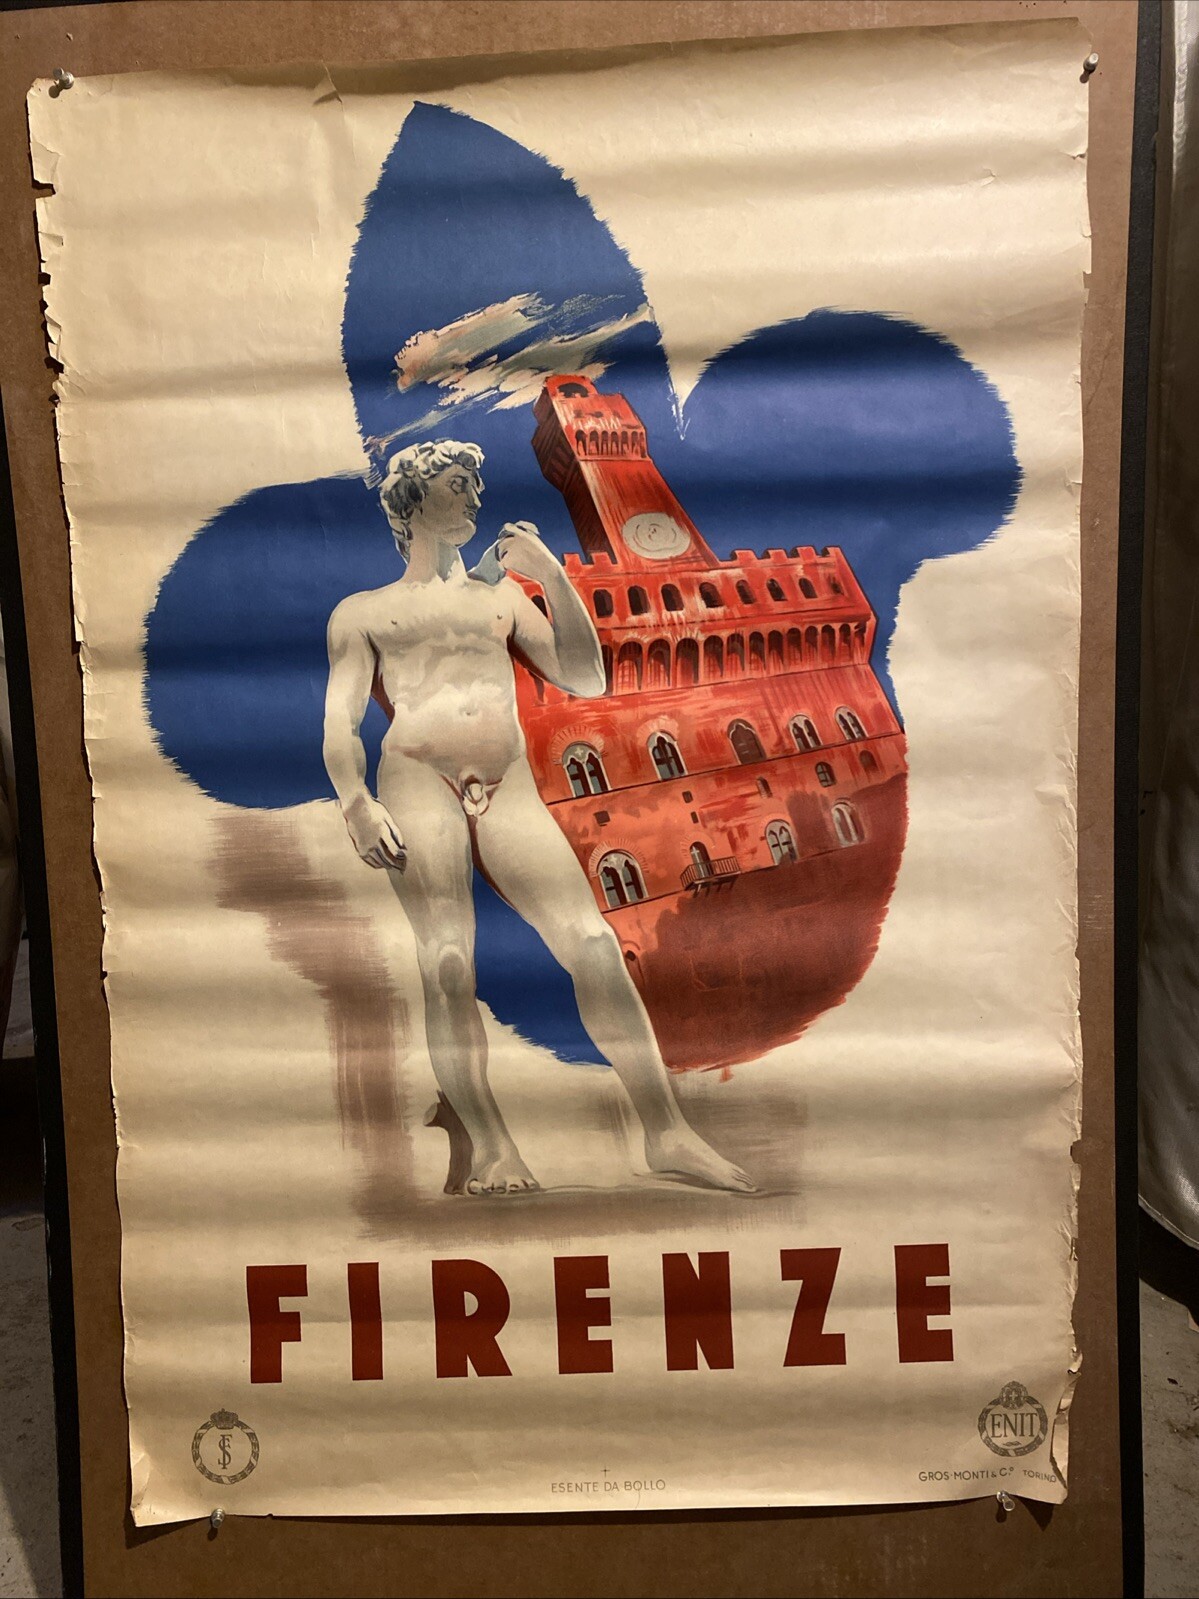 FIRENZE
FS
ENIT
ESENTE DA BOLLO
GROS-MONTI & C.º TORINO